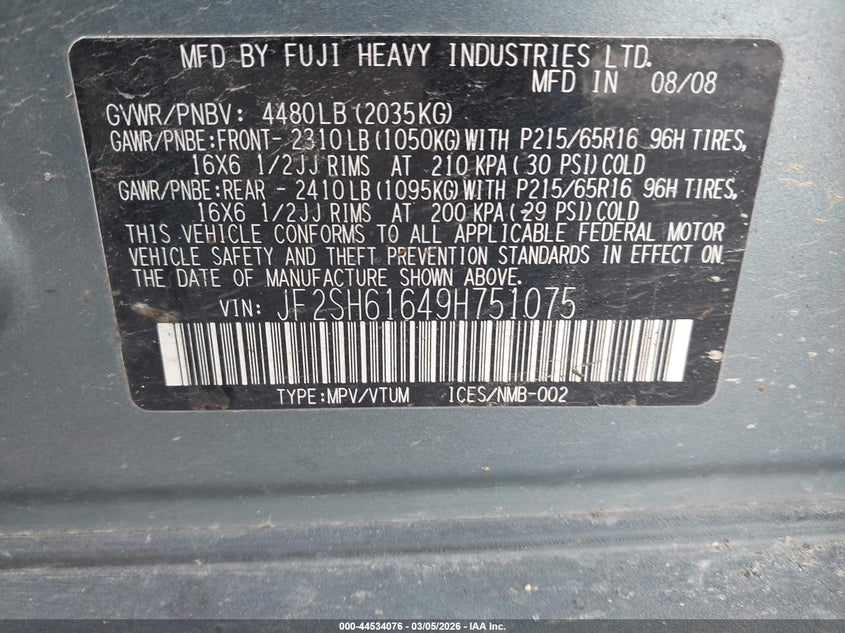 MFD BY FUJI HEAVY INDUSTRIES LTD.
MFD IN 08/08
GVWR/PNBV: 4480LB(2035KG)
GAWR/PNBE:FRONT- 2310LB(1050KG)WITH P215/65R16 96H TIRES,
16X6 1/2JJ RIMS AT 210 KPA(30 PSI)COLD
GAWR/PNBE:REAR - 2410LB(1095KG)WITH P215/65R16 96H TIRES,
16X6 1/2JJ RIMS AT 200 KPA(29 PSI)COLD
THIS VEHICLE CONFORMS TO ALL APPLICABLE FEDERAL MOTOR
VEHICLE SAFETY AND THEFT PREVENTION STANDARDS IN EFFECT ON
THE DATE OF MANUFACTURE SHOWN ABOVE.
VIN: JF2SH61649H751075
TYPE:MPV/VTUM ICES/NMB-002
000-44534076 - 03/05/2026 - IAA Inc.